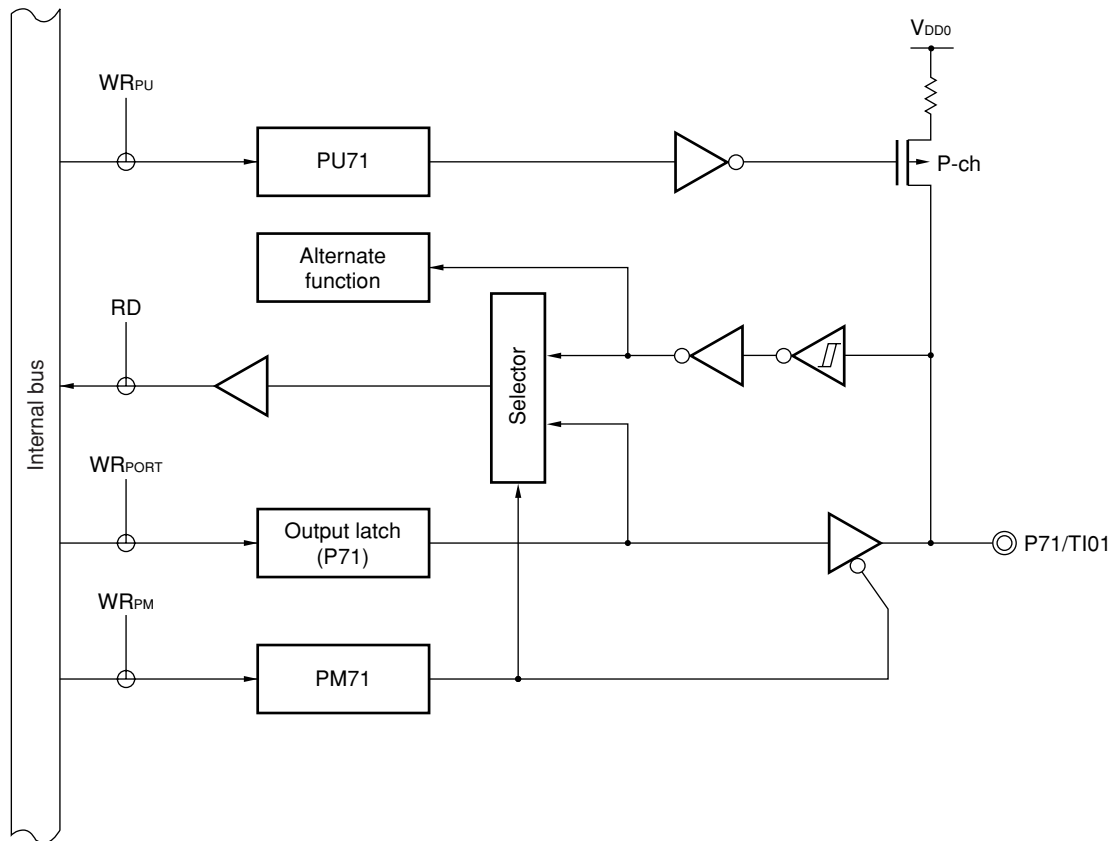 VDD0
WRPU
PU71
P-ch
Alternate
function
RD
Selector
Internal bus
WRPORT
Output latch
(P71)
P71/TI01
WRPM
PM71